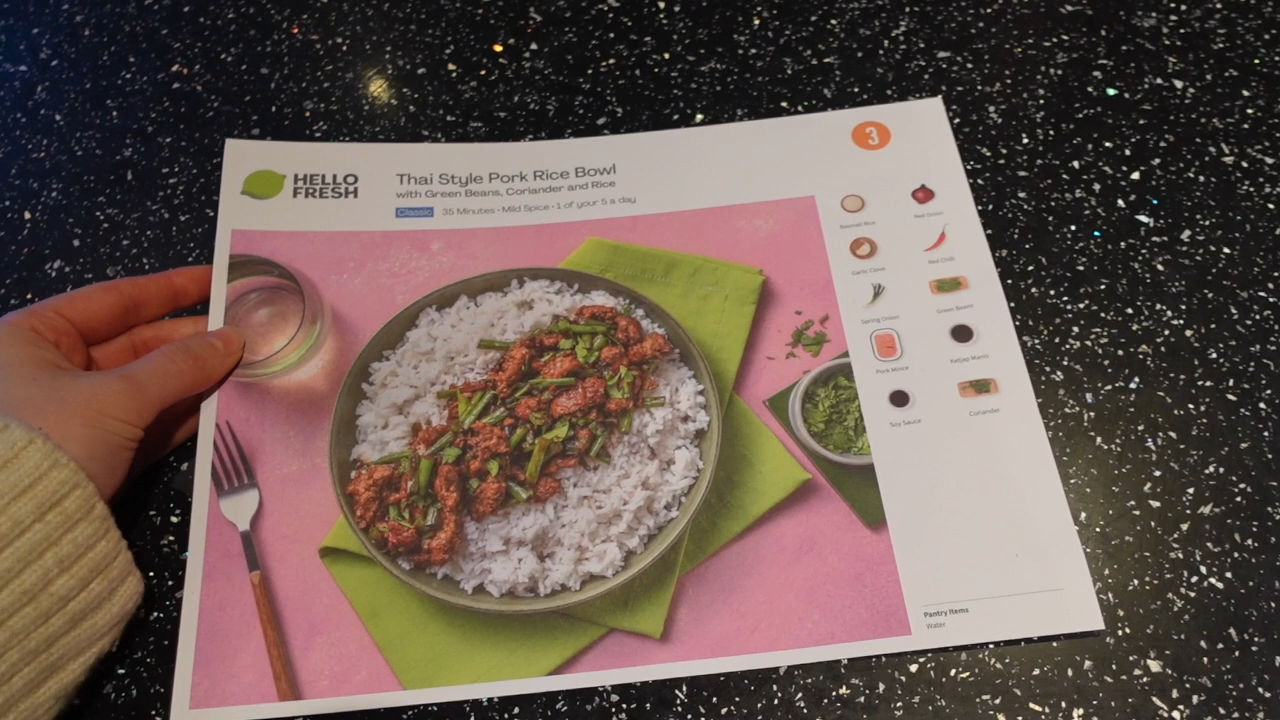 HELLO
FRESH
Thai Style Pork Rice Bowl
with Green Beans, Coriander and Rice
Classic 35 Minutes • Mild Spice • 1 of your 5 a day
3
Basmati Rice
Red Onion
Garlic Clove
Red Chilli
Spring Onion
Green Beans
Pork Mince
Ketjap Manis
Soy Sauce
Coriander
Pantry Items
Water